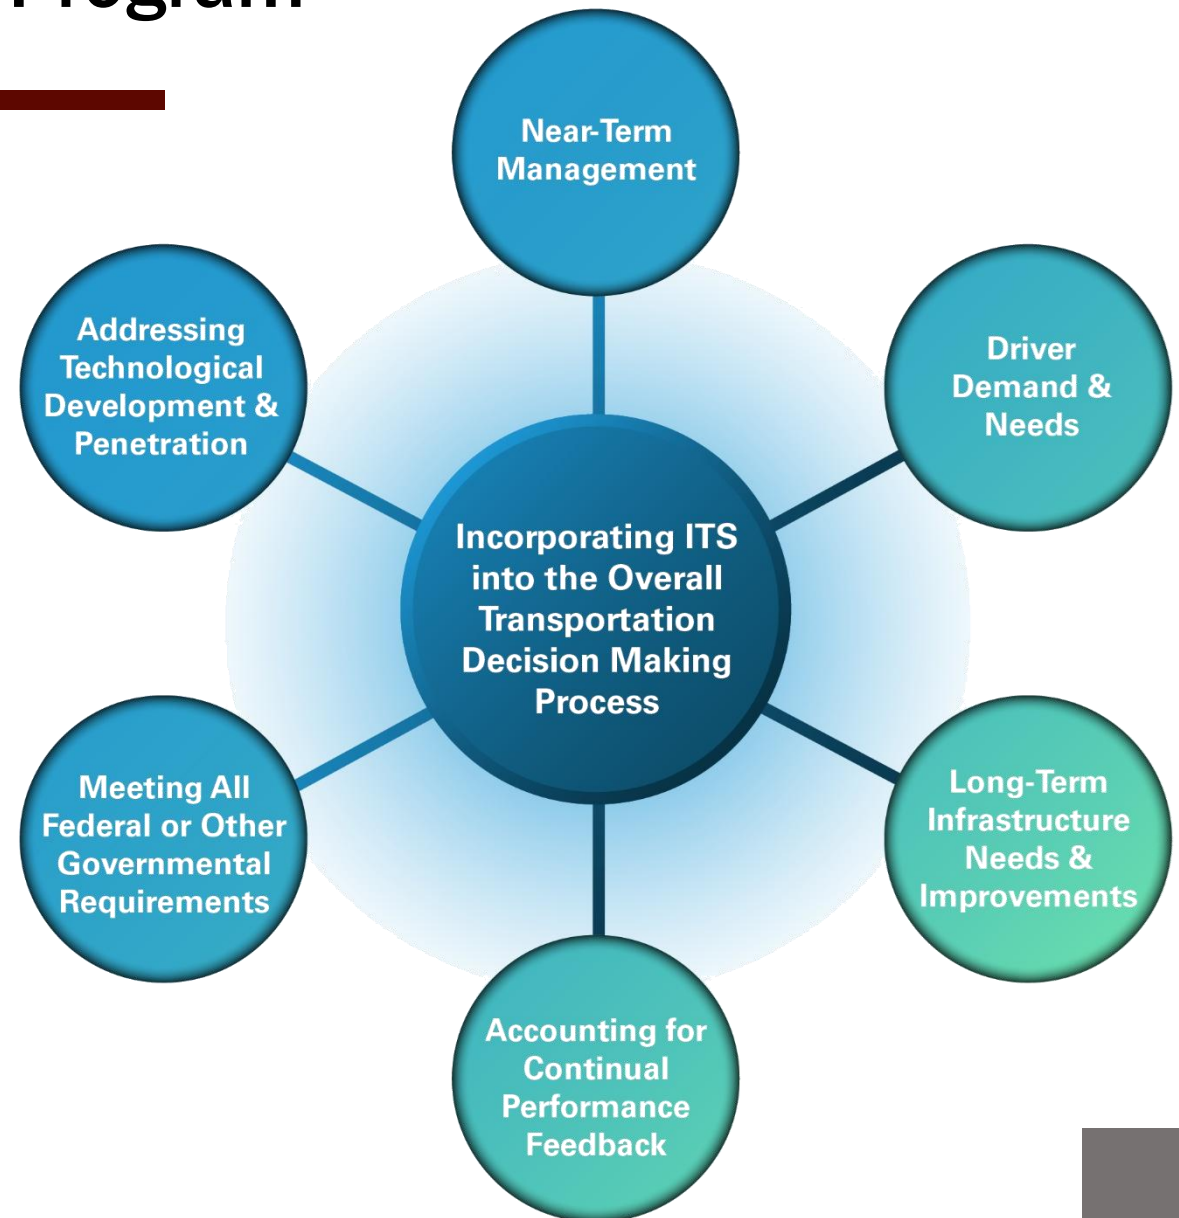 Program
Near-Term
Management
Driver
Demand &
Needs
Long-Term
Infrastructure
Needs &
Improvements
Accounting for
Continual
Performance
Feedback
Meeting All
Federal or Other
Governmental
Requirements
Addressing
Technological
Development &
Penetration
Incorporating ITS
into the Overall
Transportation
Decision Making
Process